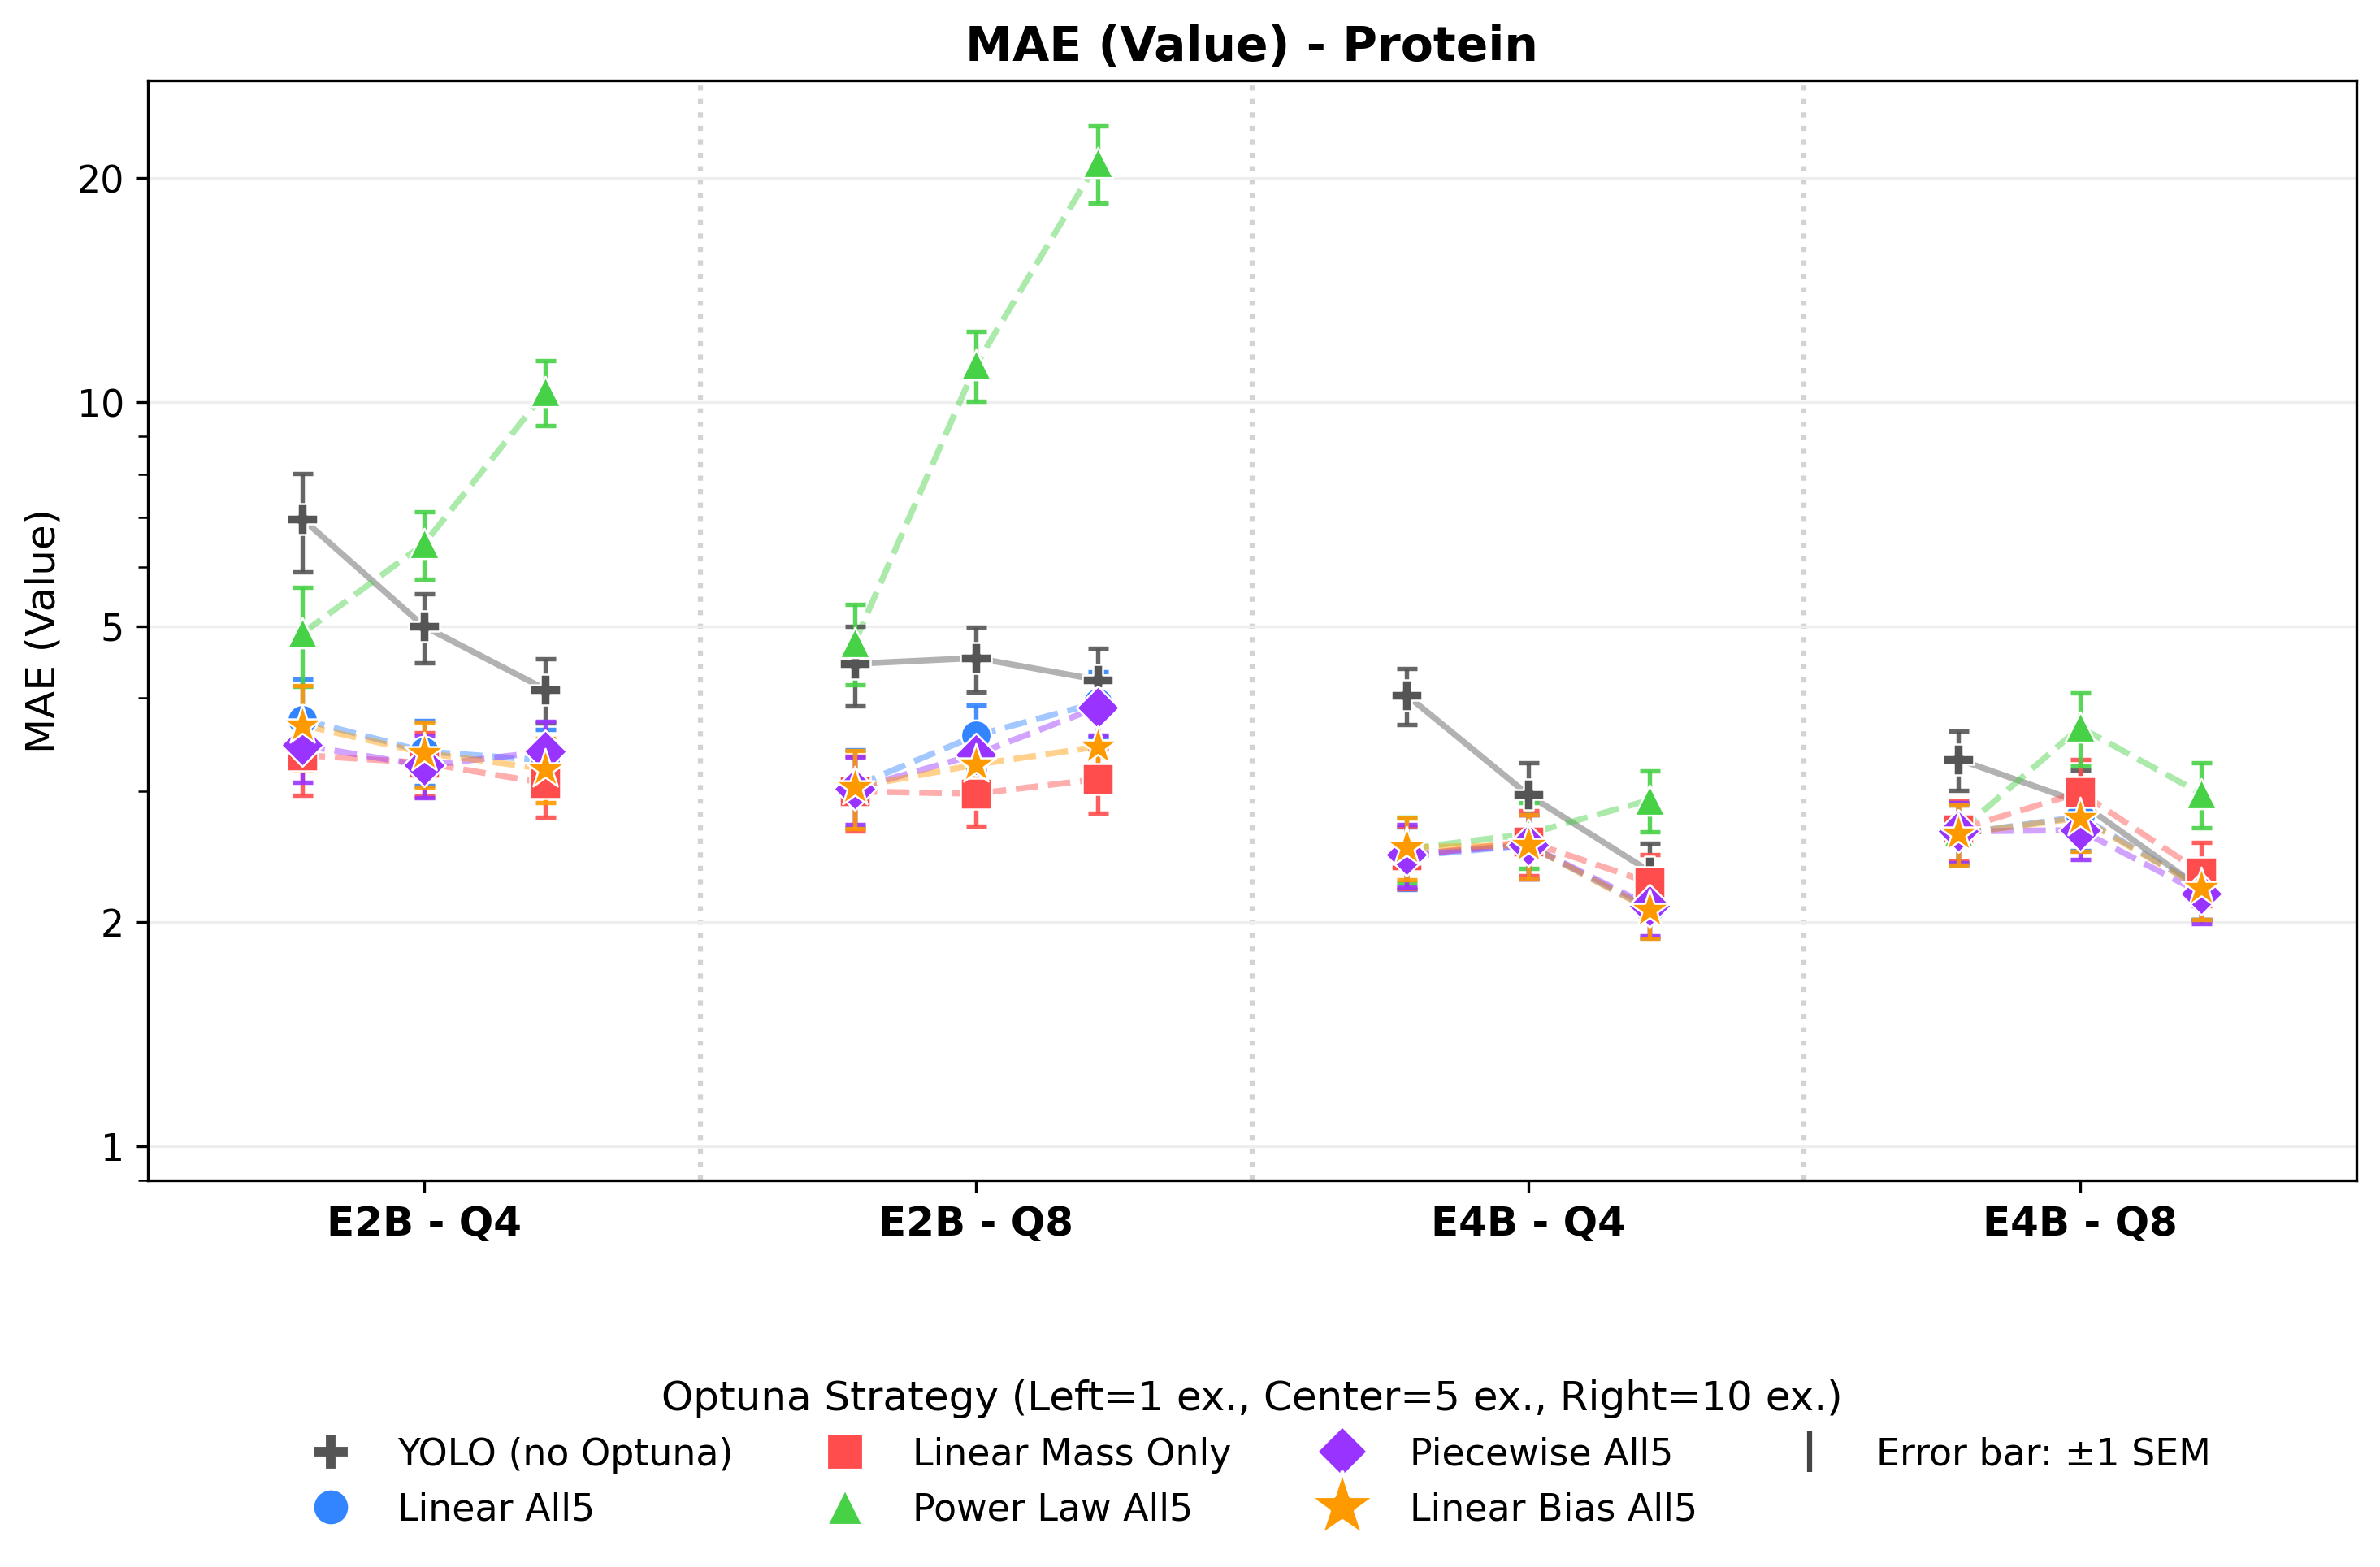 MAE (Value) - Protein
MAE (Value)
20
10
5
2
1
E2B - Q4
E2B - Q8
E4B - Q4
E4B - Q8
Optuna Strategy (Left=1 ex., Center=5 ex., Right=10 ex.)
YOLO (no Optuna)
Linear All5
Linear Mass Only
Power Law All5
Piecewise All5
Linear Bias All5
Error bar: ±1 SEM